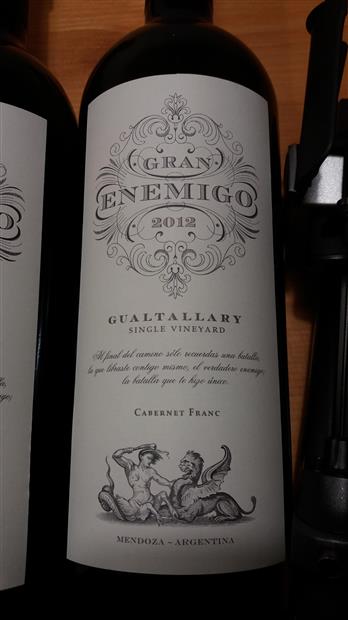 GRAN
ENEMIGO
2012
GUALTALLARY
SINGLE VINEYARD
Al final del camino sólo recuerdas una batalla,
la que libraste contigo mismo, el verdadero enemigo;
la batalla que te hizo único.
CABERNET FRANC
MENDOZA ~ ARGENTINA
O